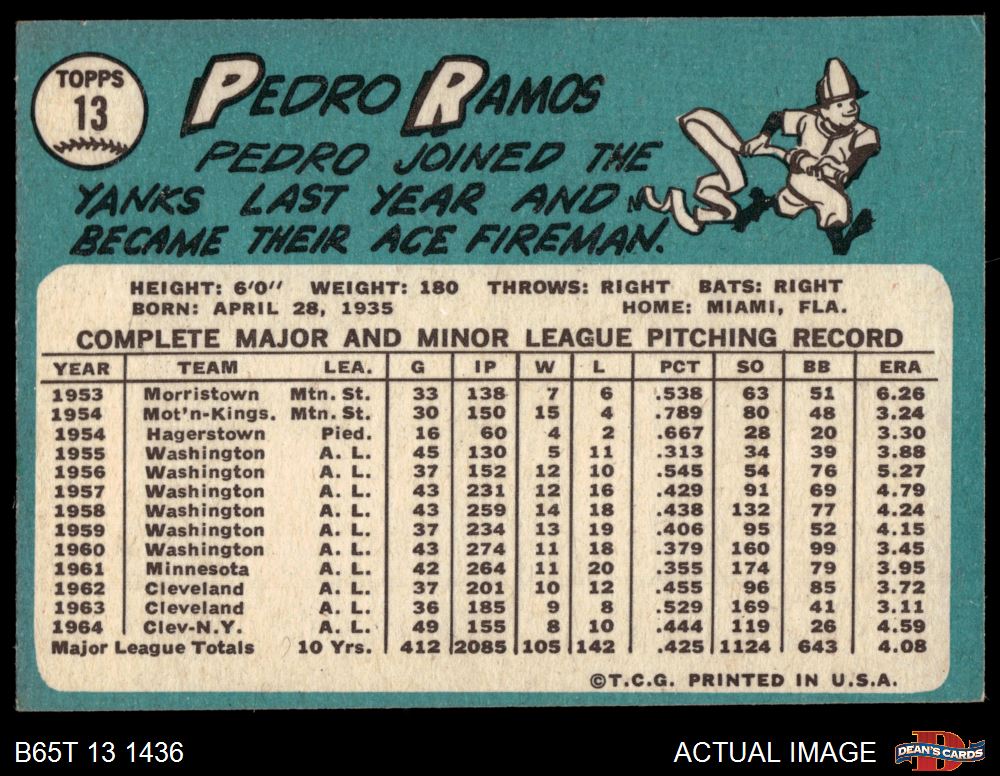 TOPPS
13
PEDRO RAMOS
PEDRO JOINED THE
YANKS LAST YEAR AND
BECAME THEIR ACE FIREMAN.
HEIGHT: 6'0" WEIGHT: 180 THROWS: RIGHT BATS: RIGHT
BORN: APRIL 28, 1935 HOME: MIAMI, FLA.
COMPLETE MAJOR AND MINOR LEAGUE PITCHING RECORD
YEAR TEAM LEA. G IP W L PCT SO BB ERA
1953 Morristown Mtn. St. 33 138 7 6 .538 63 51 6.26
1954 Mot'n-Kings. Mtn. St. 30 150 15 4 .789 80 48 3.24
1954 Hagerstown Pied. 16 60 4 2 .667 28 20 3.30
1955 Washington A. L. 45 130 5 11 .313 34 39 3.88
1956 Washington A. L. 37 152 12 10 .545 54 76 5.27
1957 Washington A. L. 43 231 12 16 .429 91 69 4.79
1958 Washington A. L. 43 259 14 18 .438 132 77 4.24
1959 Washington A. L. 37 234 13 19 .406 95 52 4.15
1960 Washington A. L. 43 274 11 18 .379 160 99 3.45
1961 Minnesota A. L. 42 264 11 20 .355 174 79 3.95
1962 Cleveland A. L. 37 201 10 12 .455 96 85 3.72
1963 Cleveland A. L. 36 185 9 8 .529 169 41 3.11
1964 Clev-N.Y. A. L. 49 155 8 10 .444 119 26 4.59
Major League Totals 10 Yrs. 412 2085 105 142 .425 1124 643 4.08
©T.C.G. PRINTED IN U.S.A.
B65T 13 1436 ACTUAL IMAGE DEAN'S CARDS